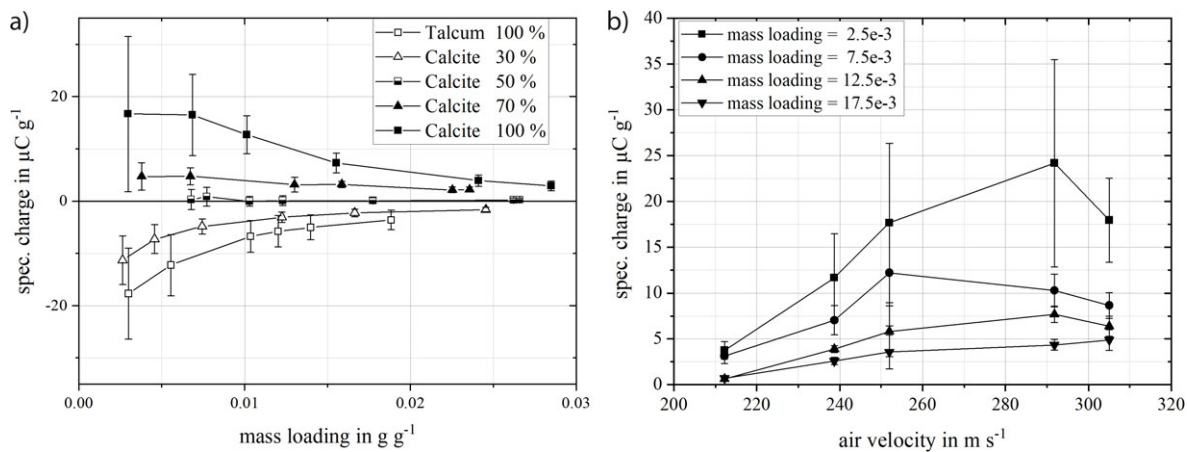 a)
Talcum 100 %
Calcite 30 %
Calcite 50 %
Calcite 70 %
Calcite 100 %
20
0
-20
spec. charge in µC g-1
0.00 0.01 0.02 0.03
mass loading in g g-1
b)
mass loading = 2.5e-3
mass loading = 7.5e-3
mass loading = 12.5e-3
mass loading = 17.5e-3
40
35
30
25
20
15
10
5
0
spec. charge in µC g-1
200 220 240 260 280 300 320
air velocity in m s-1